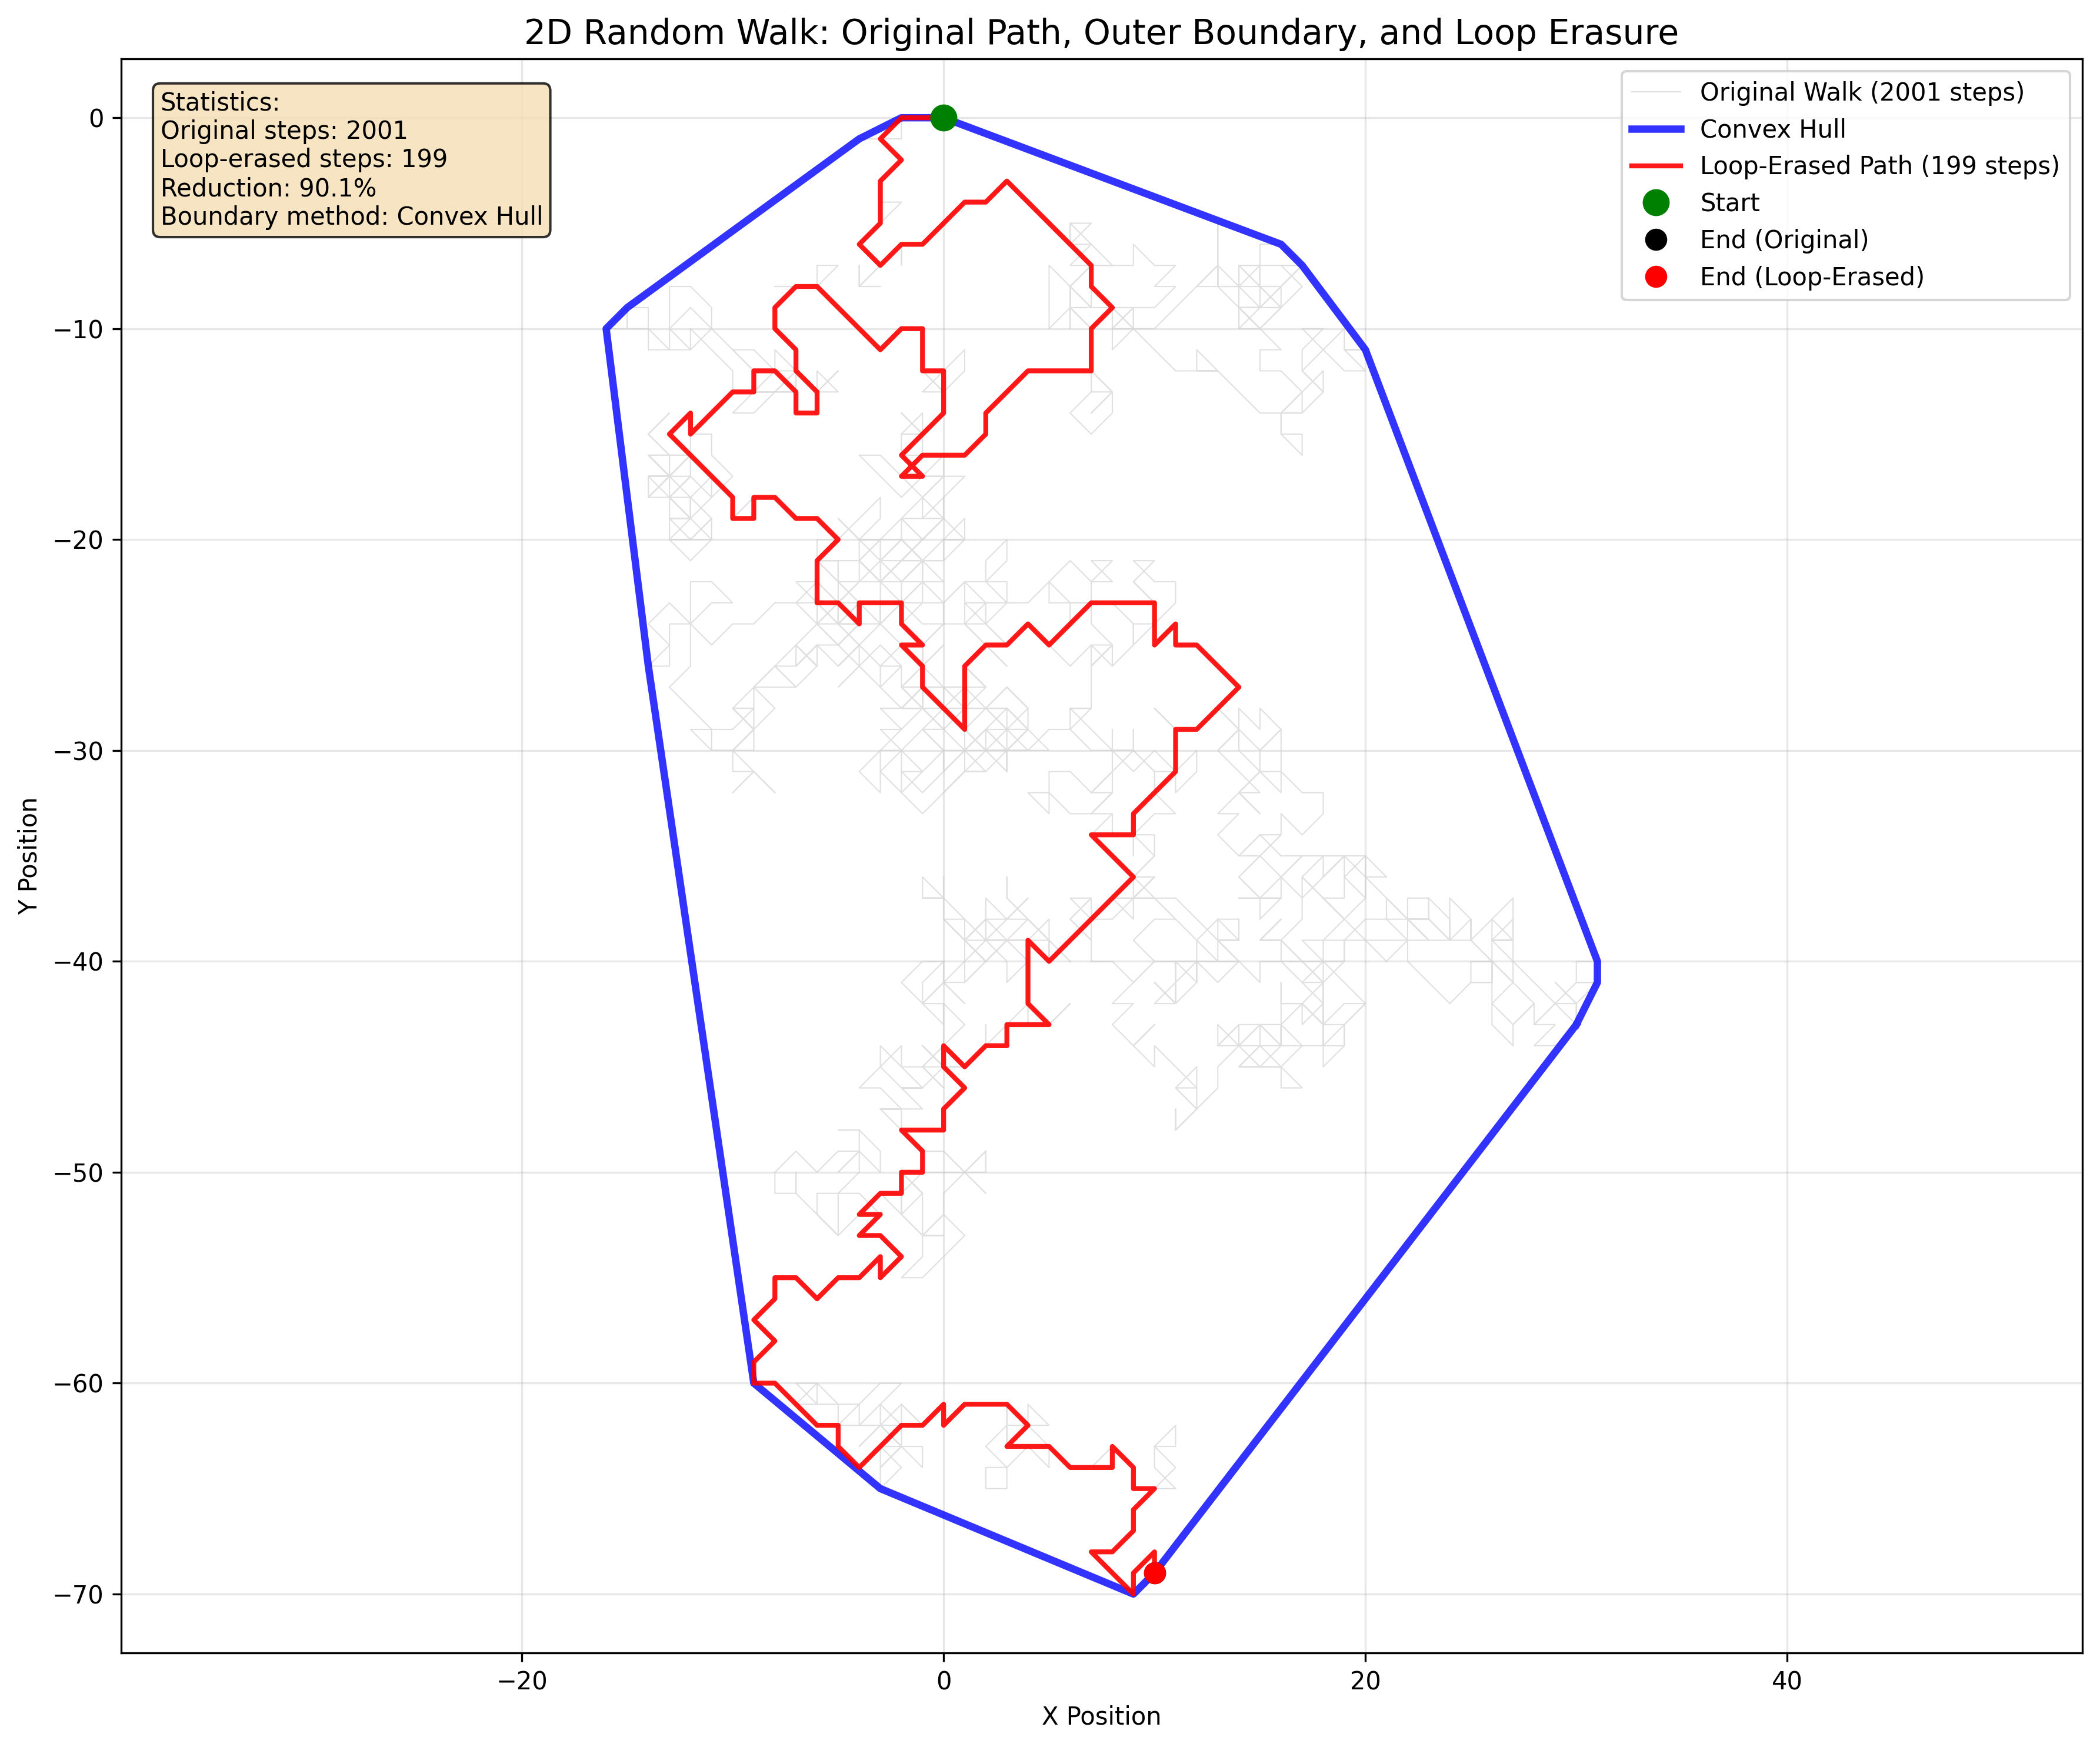 2D Random Walk: Original Path, Outer Boundary, and Loop Erasure
Statistics:
Original steps: 2001
Loop-erased steps: 199
Reduction: 90.1%
Boundary method: Convex Hull
Original Walk (2001 steps)
Convex Hull
Loop-Erased Path (199 steps)
Start
End (Original)
End (Loop-Erased)
Y Position
0
−10
−20
−30
−40
−50
−60
−70
−20
0
20
40
X Position